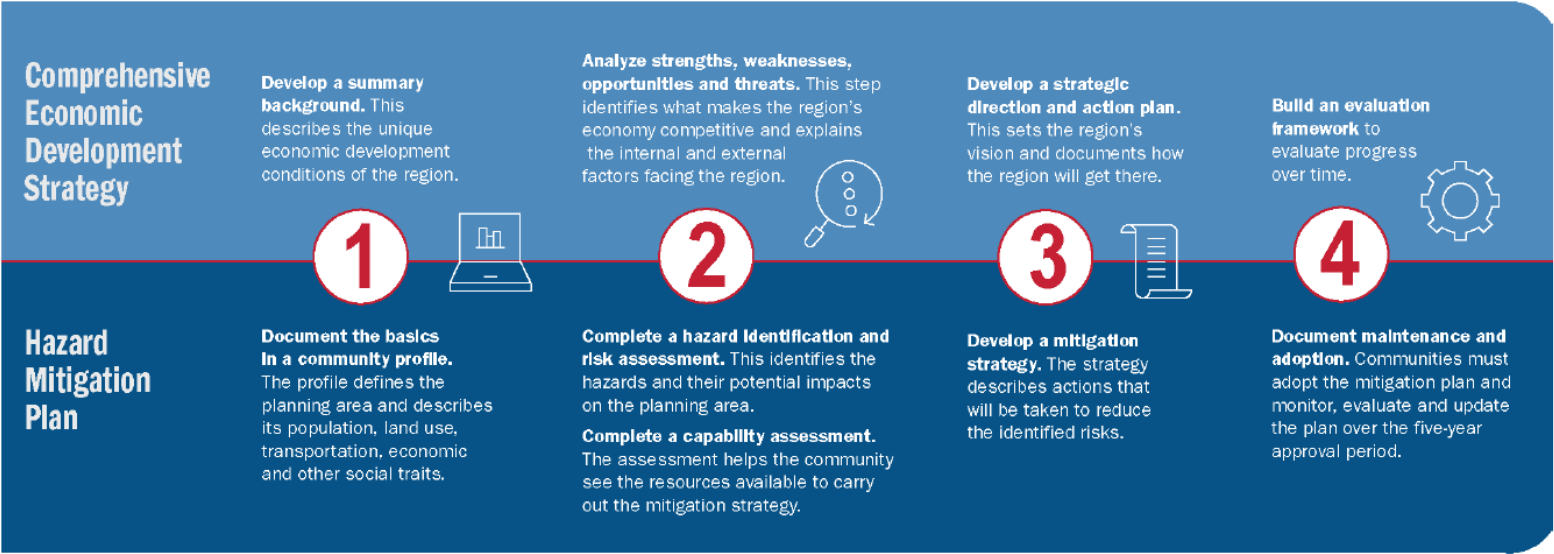 Comprehensive
Economic
Development
Strategy
Develop a summary
background. This
describes the unique
economic development
conditions of the region.
Analyze strengths, weaknesses,
opportunities and threats. This step
identifies what makes the region's
economy competitive and explains
the internal and external
factors facing the region.
Develop a strategic
direction and action plan.
This sets the region's
vision and documents how
the region will get there.
Build an evaluation
framework to
evaluate progress
over time.
1
2
3
4
Hazard
Mitigation
Plan
Document the basics
in a community profile.
The profile defines the
planning area and describes
its population, land use,
transportation, economic
and other social traits.
Complete a hazard identification and
risk assessment. This identifies the
hazards and their potential impacts
on the planning area.
Complete a capability assessment.
The assessment helps the community
see the resources available to carry
out the mitigation strategy.
Develop a mitigation
strategy. The strategy
describes actions that
will be taken to reduce
the identified risks.
Document maintenance and
adoption. Communities must
adopt the mitigation plan and
monitor, evaluate and update
the plan over the five-year
approval period.